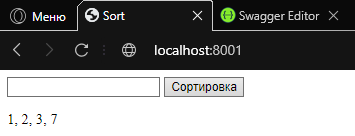 Меню
Sort
Swagger Editor
localhost:8001
Сортировка
1, 2, 3, 7